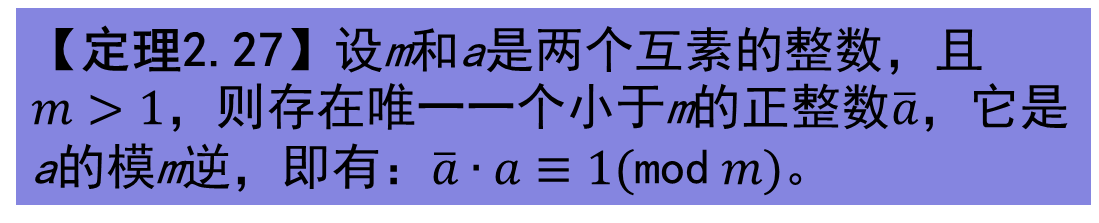 【定理2.27】设m和a是两个互素的整数，且
m > 1，则存在唯一一个小于m的正整数a̅，它是
a的模m逆，即有：a̅ · a ≡ 1(mod m)。